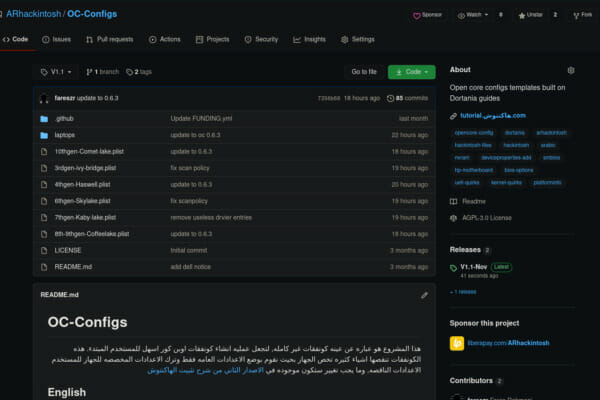 ARhackintosh / OC-Configs
Sponsor Watch 0 Unstar 2 Fork
Code Issues Pull requests Actions Projects Security Insights Settings
V1.1 1 branch 2 tags Go to file Code
fareszr update to 0.6.3 18 hours ago 85 commits
.github Update FUNDING.yml last month
laptops update to oc 0.6.3 22 hours ago
10thgen-Comet-lake.plist update to 0.6.3 18 hours ago
3rdgen-ivy-bridge.plist fix scan policy 19 hours ago
4thgen-Haswell.plist update to 0.6.3 20 hours ago
6thgen-Skylake.plist fix scanpolicy 19 hours ago
7thgen-Kaby-lake.plist remove useless drvier entries 19 hours ago
8th-9thgen-Coffeelake.plist update to 0.6.3 18 hours ago
LICENSE Initial commit 3 months ago
README.md add dell notice 3 months ago
README.md
OC-Configs
هذا المشروع هو عباره عن عينه كونفقات غير كامله, لتجعل عمليه انشاء كونفقات اوبن كور اسهل للمستخدم المبتدء. هذه
الكونفقات تنقصها اشياء كثيره تخص الجهاز بحيث نقوم بوضع الاعدادات العامه فقط وترك الاعدادات المخصصه للجهاز للمستخدم
الاعدادات الناقصه, وما يجب تغيير ستكون موجوده في الاصدار الثاني من شرح تثبيت الهاكنتوش
English
About
Open core configs templates built on
Dortania guides
tutorial.هاكنتوش.com
opencore-config dortania arhackintosh
hackintosh-files hackintosh arabic
nvram deviceproperties-add smbios
hp-motherboard bios-options
uefi-quirks kernel-quirks platforminfo
Readme
AGPL-3.0 License
Releases 2
V1.1-Nov Latest
41 seconds ago
+ 1 release
Sponsor this project
liberapay.com/ARhackintosh
Contributors 2